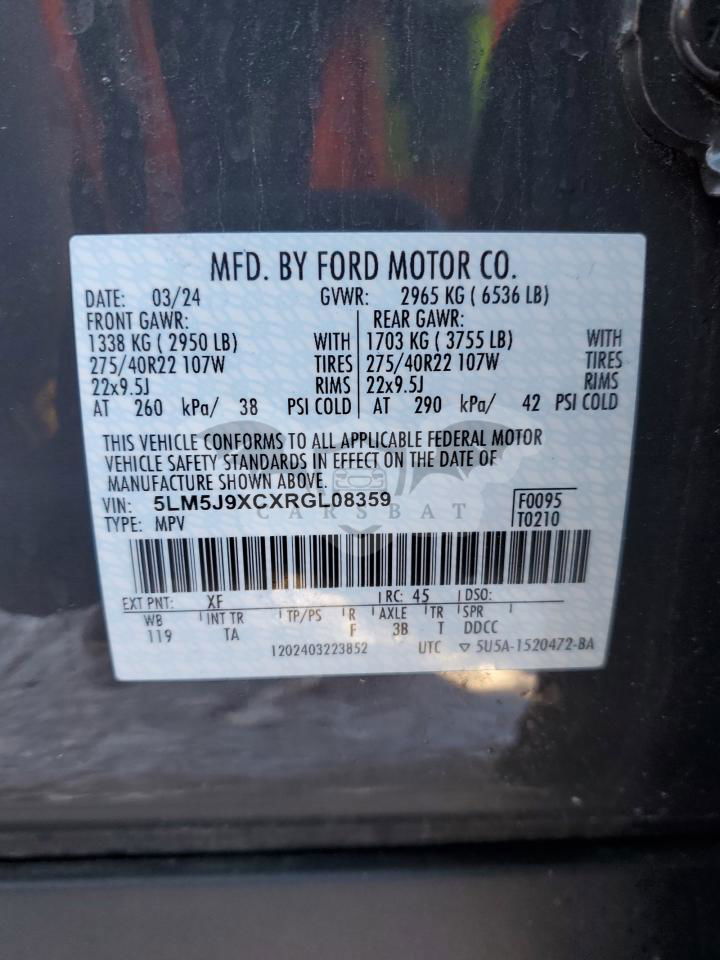 MFD. BY FORD MOTOR CO.
DATE: 03/24 GVWR: 2965 KG ( 6536 LB)
FRONT GAWR: REAR GAWR:
1338 KG ( 2950 LB) WITH 1703 KG ( 3755 LB) WITH
275/40R22 107W TIRES 275/40R22 107W TIRES
22x9.5J RIMS 22x9.5J RIMS
AT 260 kPa/ 38 PSI COLD AT 290 kPa/ 42 PSI COLD
THIS VEHICLE CONFORMS TO ALL APPLICABLE FEDERAL MOTOR
VEHICLE SAFETY STANDARDS IN EFFECT ON THE DATE OF
MANUFACTURE SHOWN ABOVE.
VIN: 5LM5J9XCXRGL08359 F0095
TYPE: MPV T0210
CARSBAT
EXT PNT: XF RC: 45 DSO:
WB INT TR TP/PS R AXLE TR SPR
119 TA F 3B T DDCC
1202403223852 UTC ▽ 5U5A-1520472-BA